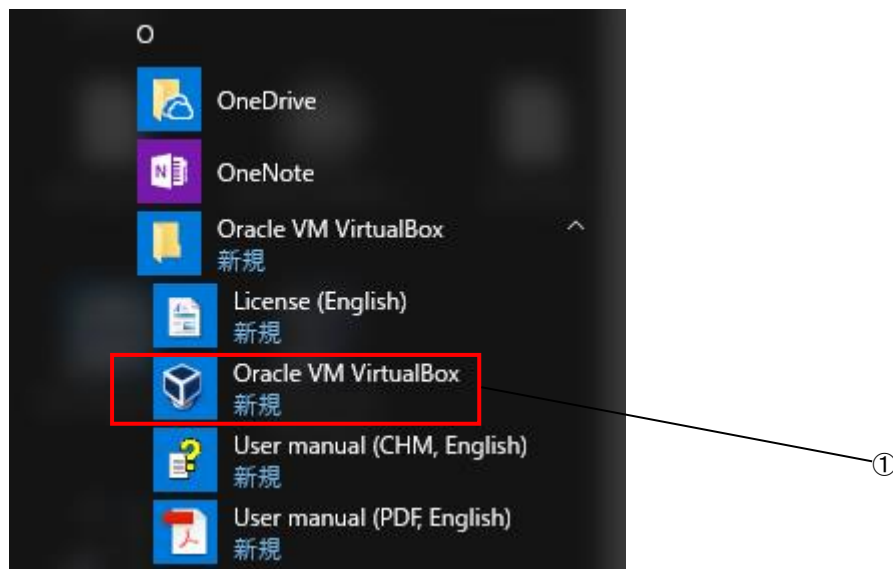 O
OneDrive
OneNote
Oracle VM VirtualBox
新規
License (English)
新規
Oracle VM VirtualBox
新規
①
User manual (CHM, English)
新規
User manual (PDF, English)
新規